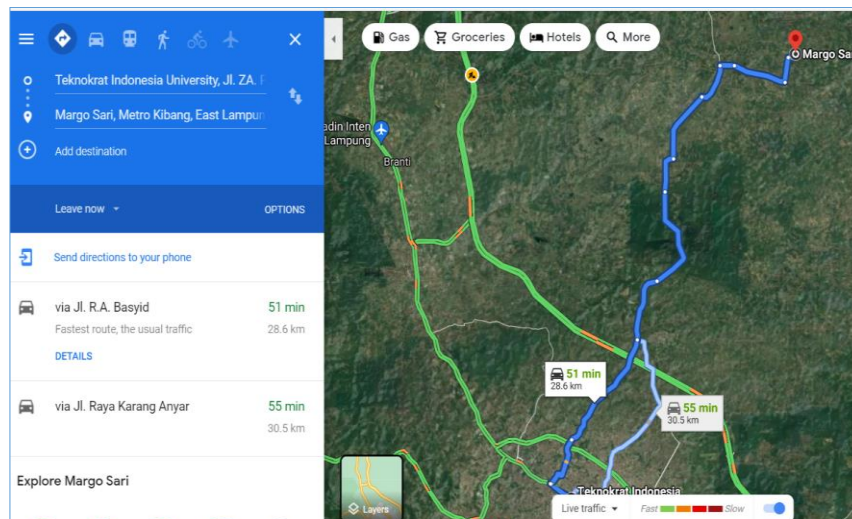 Teknokrat Indonesia University, Jl. ZA.
Margo Sari, Metro Kibang, East Lampun
Add destination
Leave now
OPTIONS
Send directions to your phone
via Jl. R.A. Basyid
51 min
Fastest route, the usual traffic
28.6 km
DETAILS
via Jl. Raya Karang Anyar
55 min
30.5 km
Explore Margo Sari
Gas
Groceries
Hotels
More
Margo Sa
adin Inten
Lampung
Branti
51 min
28.6 km
55 min
30.5 km
Teknokrat Indonesia
Layers
Live traffic
Fast
Slow